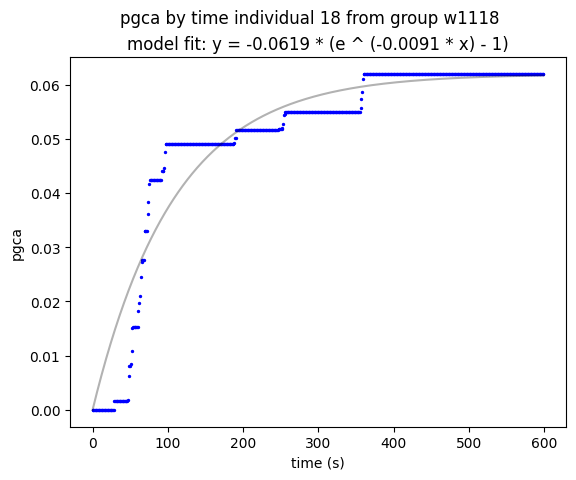 pgca by time individual 18 from group w1118
model fit: y = -0.0619 * (e ^ (-0.0091 * x) - 1)
0.06
0.05
0.04
0.03
0.02
0.01
0.00
pgca
0 100 200 300 400 500 600
time (s)